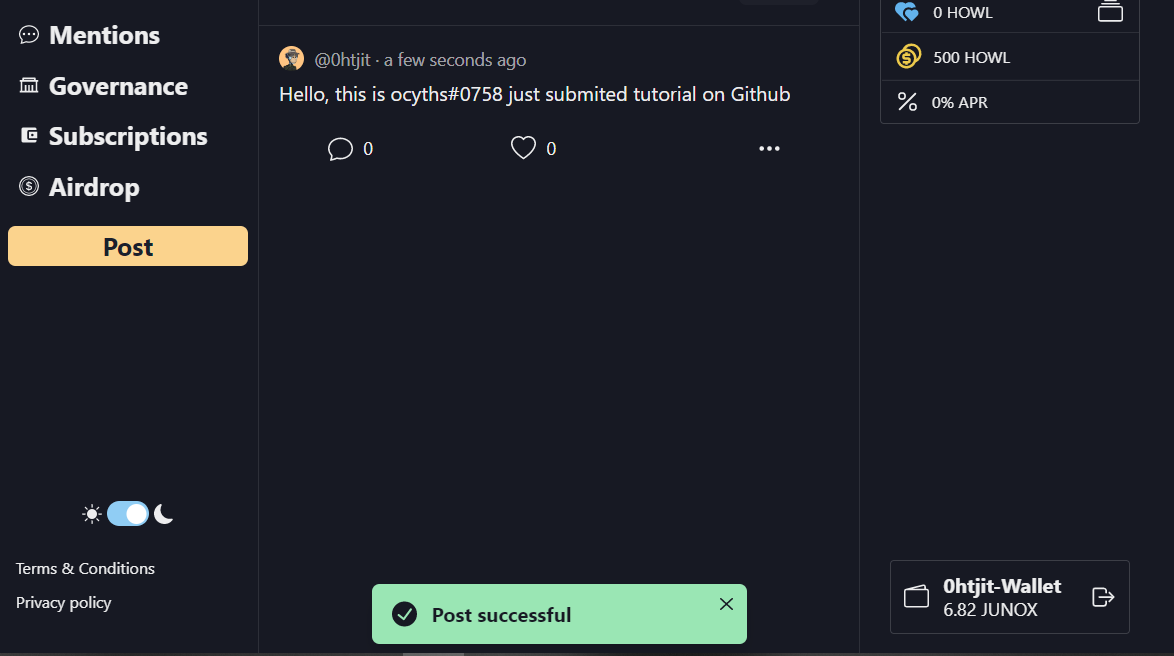 Mentions
Governance
Subscriptions
Airdrop
Post
Terms & Conditions
Privacy policy
@0htjit · a few seconds ago
Hello, this is ocyths#0758 just submited tutorial on Github
0 0
Post successful
0 HOWL
500 HOWL
0% APR
0htjit-Wallet
6.82 JUNOX